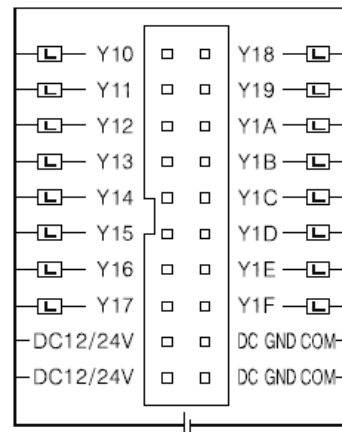 L Y10 Y18 L
L Y11 Y19 L
L Y12 Y1A L
L Y13 Y1B L
L Y14 Y1C L
L Y15 Y1D L
L Y16 Y1E L
L Y17 Y1F L
DC12/24V DC GND COM
DC12/24V DC GND COM